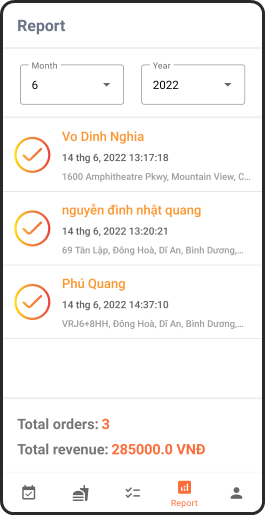 Report
Month
Year
6
2022
Vo Dinh Nghia
14 thg 6, 2022 13:17:18
1600 Amphitheatre Pkwy, Mountain View, C...
nguyễn đình nhật quang
14 thg 6, 2022 13:20:21
69 Tân Lập, Đông Hoà, Dĩ An, Bình Dương,...
Phú Quang
14 thg 6, 2022 14:37:10
VRJ6+8HH, Đông Hoà, Dĩ An, Bình Dương,...
Total orders: 3
Total revenue: 285000.0 VNĐ
Report